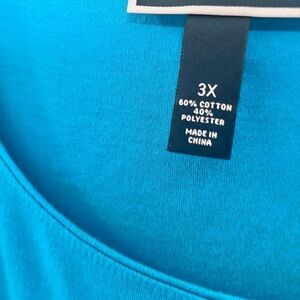 3X
60% COTTON
40%
POLYESTER
MADE IN
CHINA